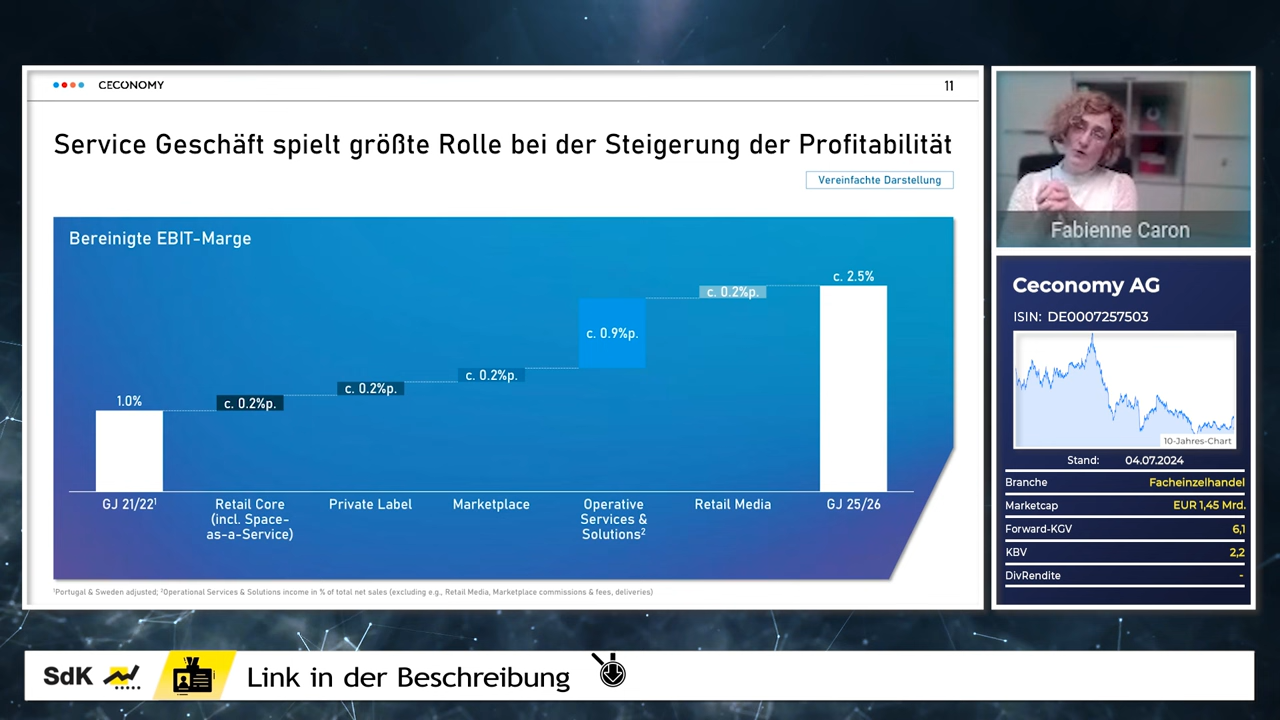 CECONOMY
11
Service Geschäft spielt größte Rolle bei der Steigerung der Profitabilität
Vereinfachte Darstellung
Bereinigte EBIT-Marge
1.0%
c. 0.2%p.
c. 0.2%p.
c. 0.2%p.
c. 0.9%p.
c. 0.2%p.
c. 2.5%
GJ 21/22¹
Retail Core
(incl. Space-
as-a-Service)
Private Label
Marketplace
Operative
Services &
Solutions²
Retail Media
GJ 25/26
¹Portugal & Sweden adjusted; ²Operational Services & Solutions income in % of total net sales (excluding e.g., Retail Media, Marketplace commissions & fees, deliveries)
Fabienne Caron
Ceconomy AG
ISIN: DE0007257503
10-Jahres-Chart
Stand: 04.07.2024
Branche Facheinzelhandel
Marketcap EUR 1,45 Mrd.
Forward-KGV 6,1
KBV 2,2
DivRendite -
SdK
Link in der Beschreibung